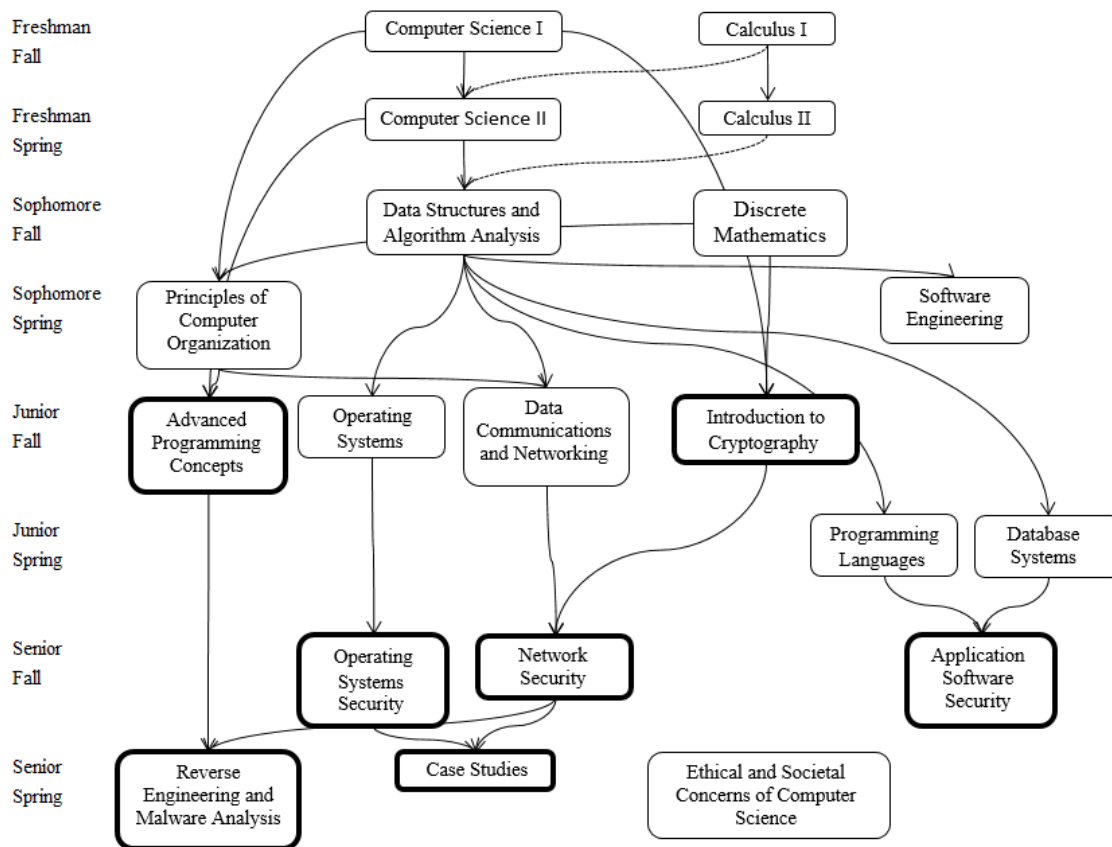 Freshman
Fall
Computer Science I
Calculus I
Freshman
Spring
Computer Science II
Calculus II
Sophomore
Fall
Data Structures and
Algorithm Analysis
Discrete
Mathematics
Sophomore
Spring
Principles of
Computer
Organization
Software
Engineering
Junior
Fall
Advanced
Programming
Concepts
Operating
Systems
Data
Communications
and Networking
Introduction to
Cryptography
Junior
Spring
Programming
Languages
Database
Systems
Senior
Fall
Operating
Systems
Security
Network
Security
Application
Software
Security
Senior
Spring
Reverse
Engineering and
Malware Analysis
Case Studies
Ethical and Societal
Concerns of Computer
Science